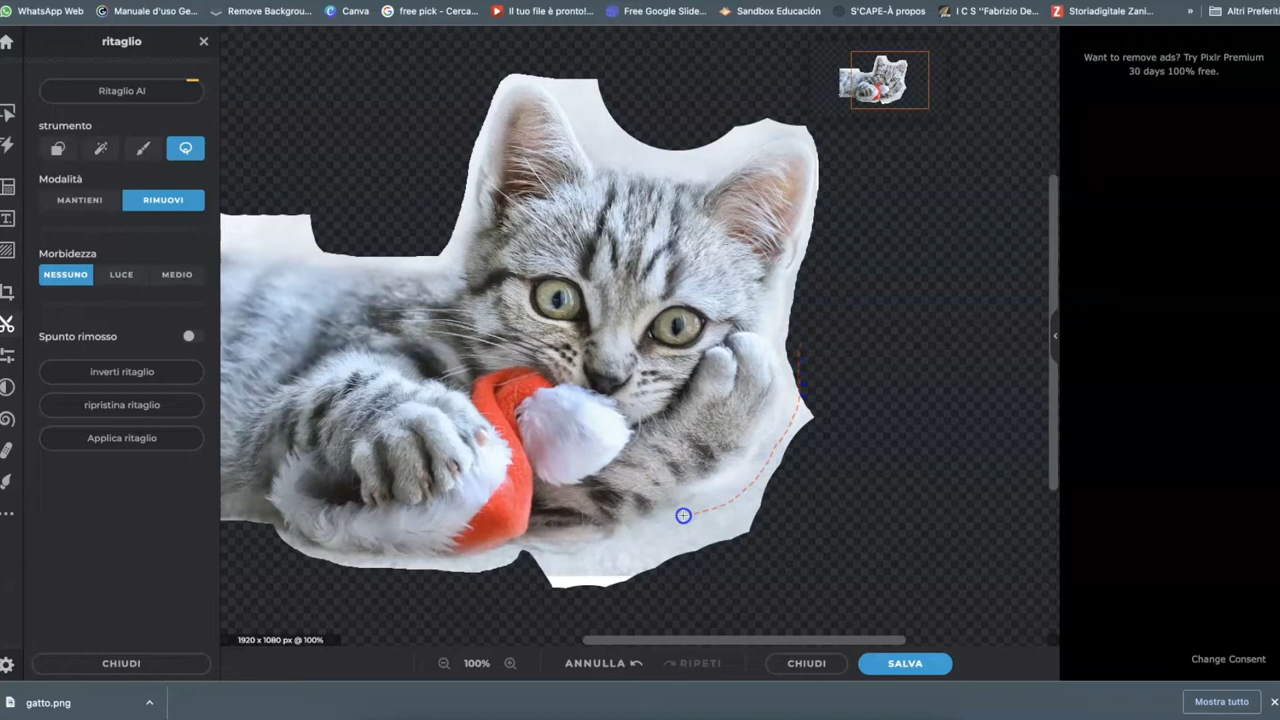 WhatsApp Web
Manuale d'uso Ge...
Remove Backgrou...
Canva
free pick - Cerca...
Il tuo file è pronto!...
Free Google Slide...
Sandbox Educación
S'CAPE-À propos
I C S ''Fabrizio De...
Storiadigitale Zani...
»
Altri Preferiti
ritaglio
Ritaglio AI
strumento
Modalità
MANTIENI
RIMUOVI
Morbidezza
NESSUNO
LUCE
MEDIO
Spunto rimosso
inverti ritaglio
ripristina ritaglio
Applica ritaglio
CHIUDI
1920 x 1080 px @ 100%
100%
ANNULLA
RIPETI
CHIUDI
SALVA
Want to remove ads? Try Pixlr Premium
30 days 100% free.
Change Consent
gatto.png
Mostra tutto